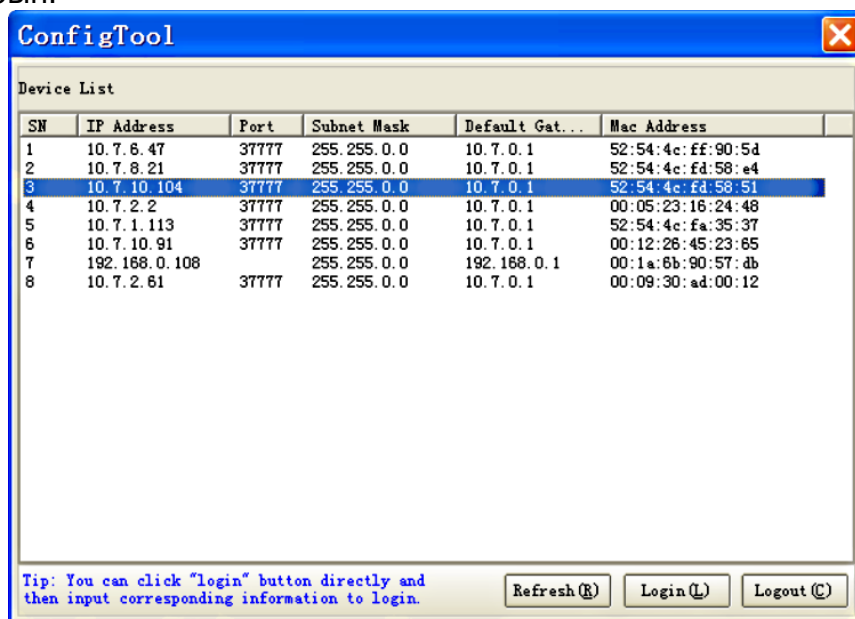 ConfigTool
Device List
SN IP Address Port Subnet Mask Default Gat... Mac Address
1 10.7.6.47 37777 255.255.0.0 10.7.0.1 52:54:4c:ff:90:5d
2 10.7.8.21 37777 255.255.0.0 10.7.0.1 52:54:4c:fd:58:e4
3 10.7.10.104 37777 255.255.0.0 10.7.0.1 52:54:4c:fd:58:51
4 10.7.2.2 37777 255.255.0.0 10.7.0.1 00:05:23:16:24:48
5 10.7.1.113 37777 255.255.0.0 10.7.0.1 52:54:4c:fa:35:37
6 10.7.10.91 37777 255.255.0.0 10.7.0.1 00:12:26:45:23:65
7 192.168.0.108 255.255.0.0 192.168.0.1 00:1a:6b:90:57:db
8 10.7.2.61 37777 255.255.0.0 10.7.0.1 00:09:30:ad:00:12
Tip: You can click "login" button directly and
then input corresponding information to login.
Refresh(R) Login(L) Logout(C)